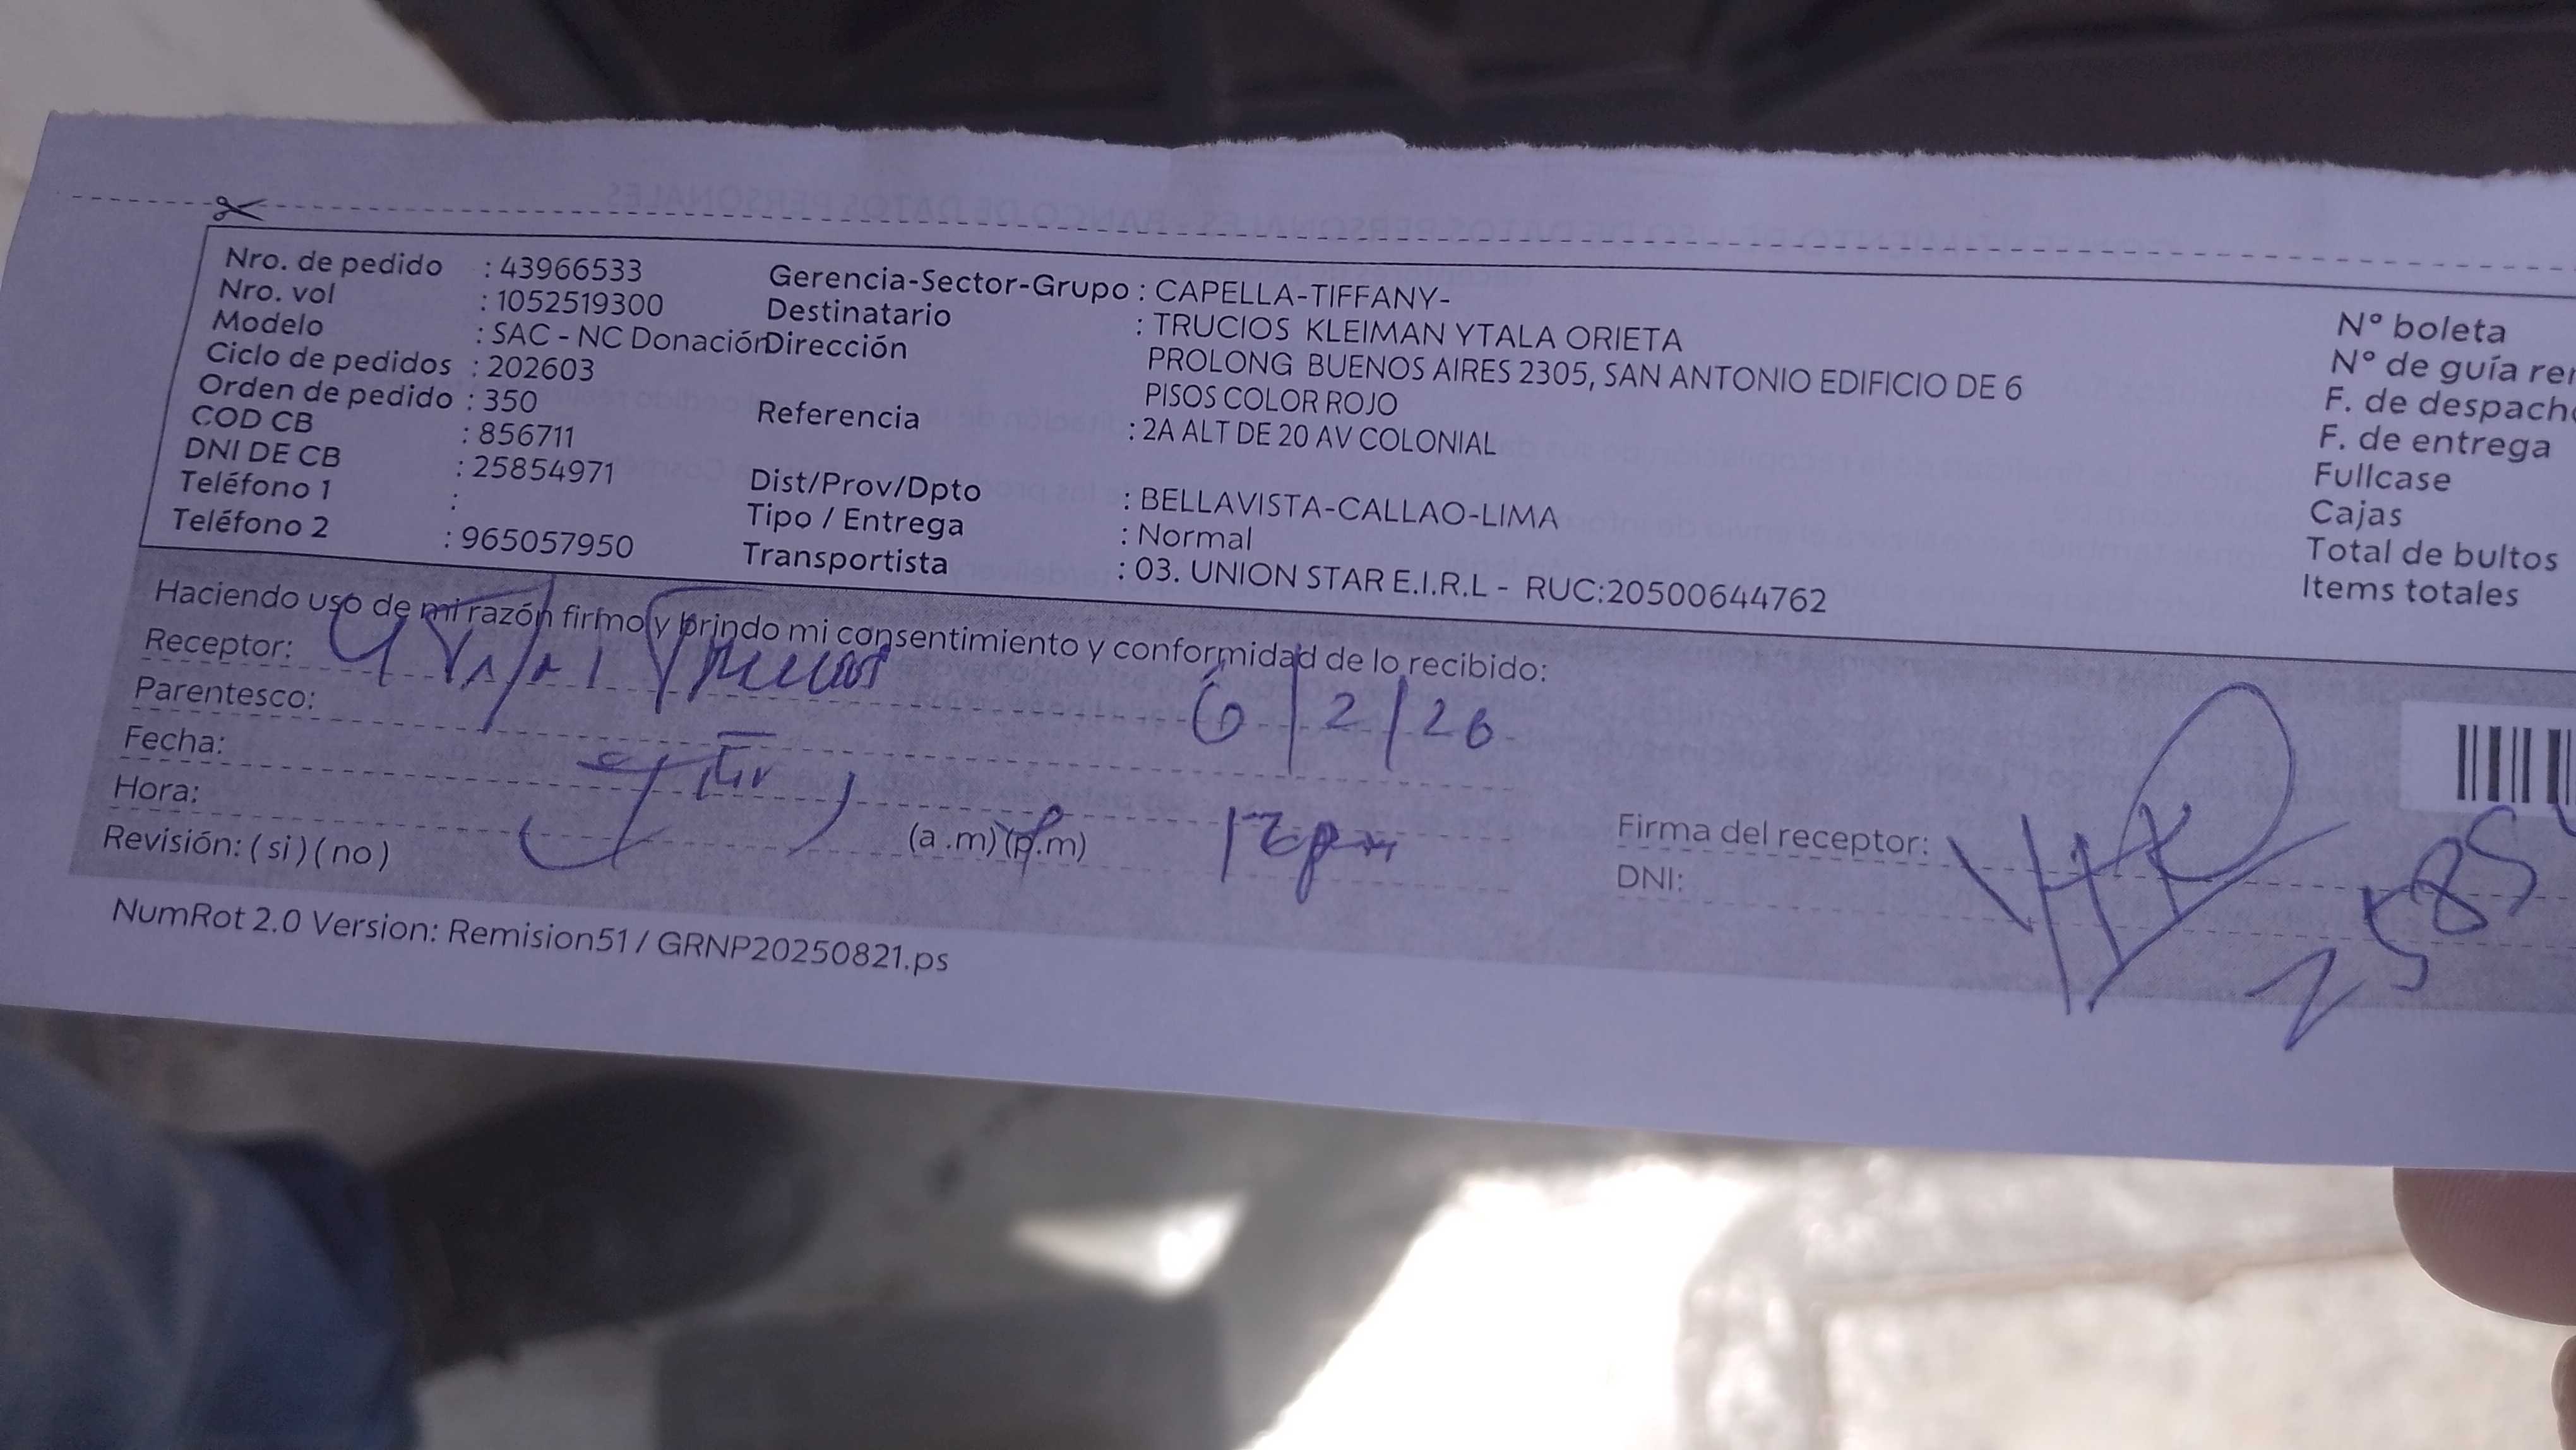 Nro. de pedido : 43966533
Nro. vol : 1052519300
Modelo : SAC - NC Donación
Ciclo de pedidos : 202603
Orden de pedido : 350
COD CB : 856711
DNI DE CB : 25854971
Teléfono 1 :
Teléfono 2 : 965057950
Gerencia-Sector-Grupo : CAPELLA-TIFFANY-
Destinatario : TRUCIOS KLEIMAN YTALA ORIETA
Dirección PROLONG BUENOS AIRES 2305, SAN ANTONIO EDIFICIO DE 6
PISOS COLOR ROJO
Referencia : 2A ALT DE 20 AV COLONIAL
Dist/Prov/Dpto : BELLAVISTA-CALLAO-LIMA
Tipo / Entrega : Normal
Transportista : 03. UNION STAR E.I.R.L - RUC:20500644762
N° boleta
N° de guía
F. de despacho
F. de entrega
Fullcase
Cajas
Total de bultos
Items totales
Haciendo uso de mi razón firmo y brindo mi consentimiento y conformidad de lo recibido:
Receptor:
Parentesco: 6/2/26
Fecha:
Hora: (a.m) (p.m)
Revisión: ( si ) ( no )
Firma del receptor:
DNI: 2585
NumRot 2.0 Version: Remision51 / GRNP20250821.ps